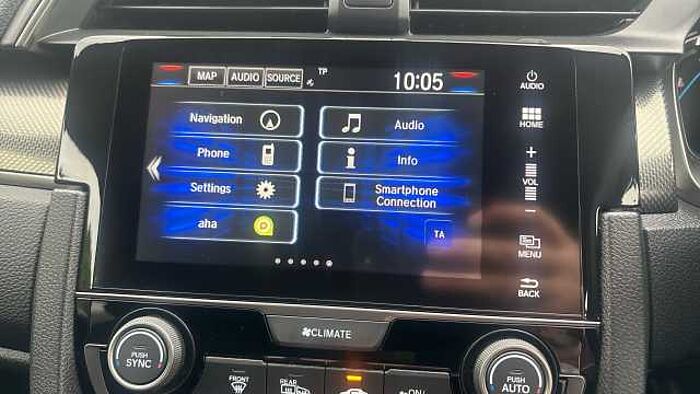 MAP AUDIO SOURCE TP 10:05
AUDIO
HOME
+
VOL
−
MENU
BACK
Navigation
Phone
Settings
aha
Audio
Info
Smartphone
Connection
TA
CLIMATE
PUSH
SYNC
FRONT
REAR
ON/
PUSH
AUTO